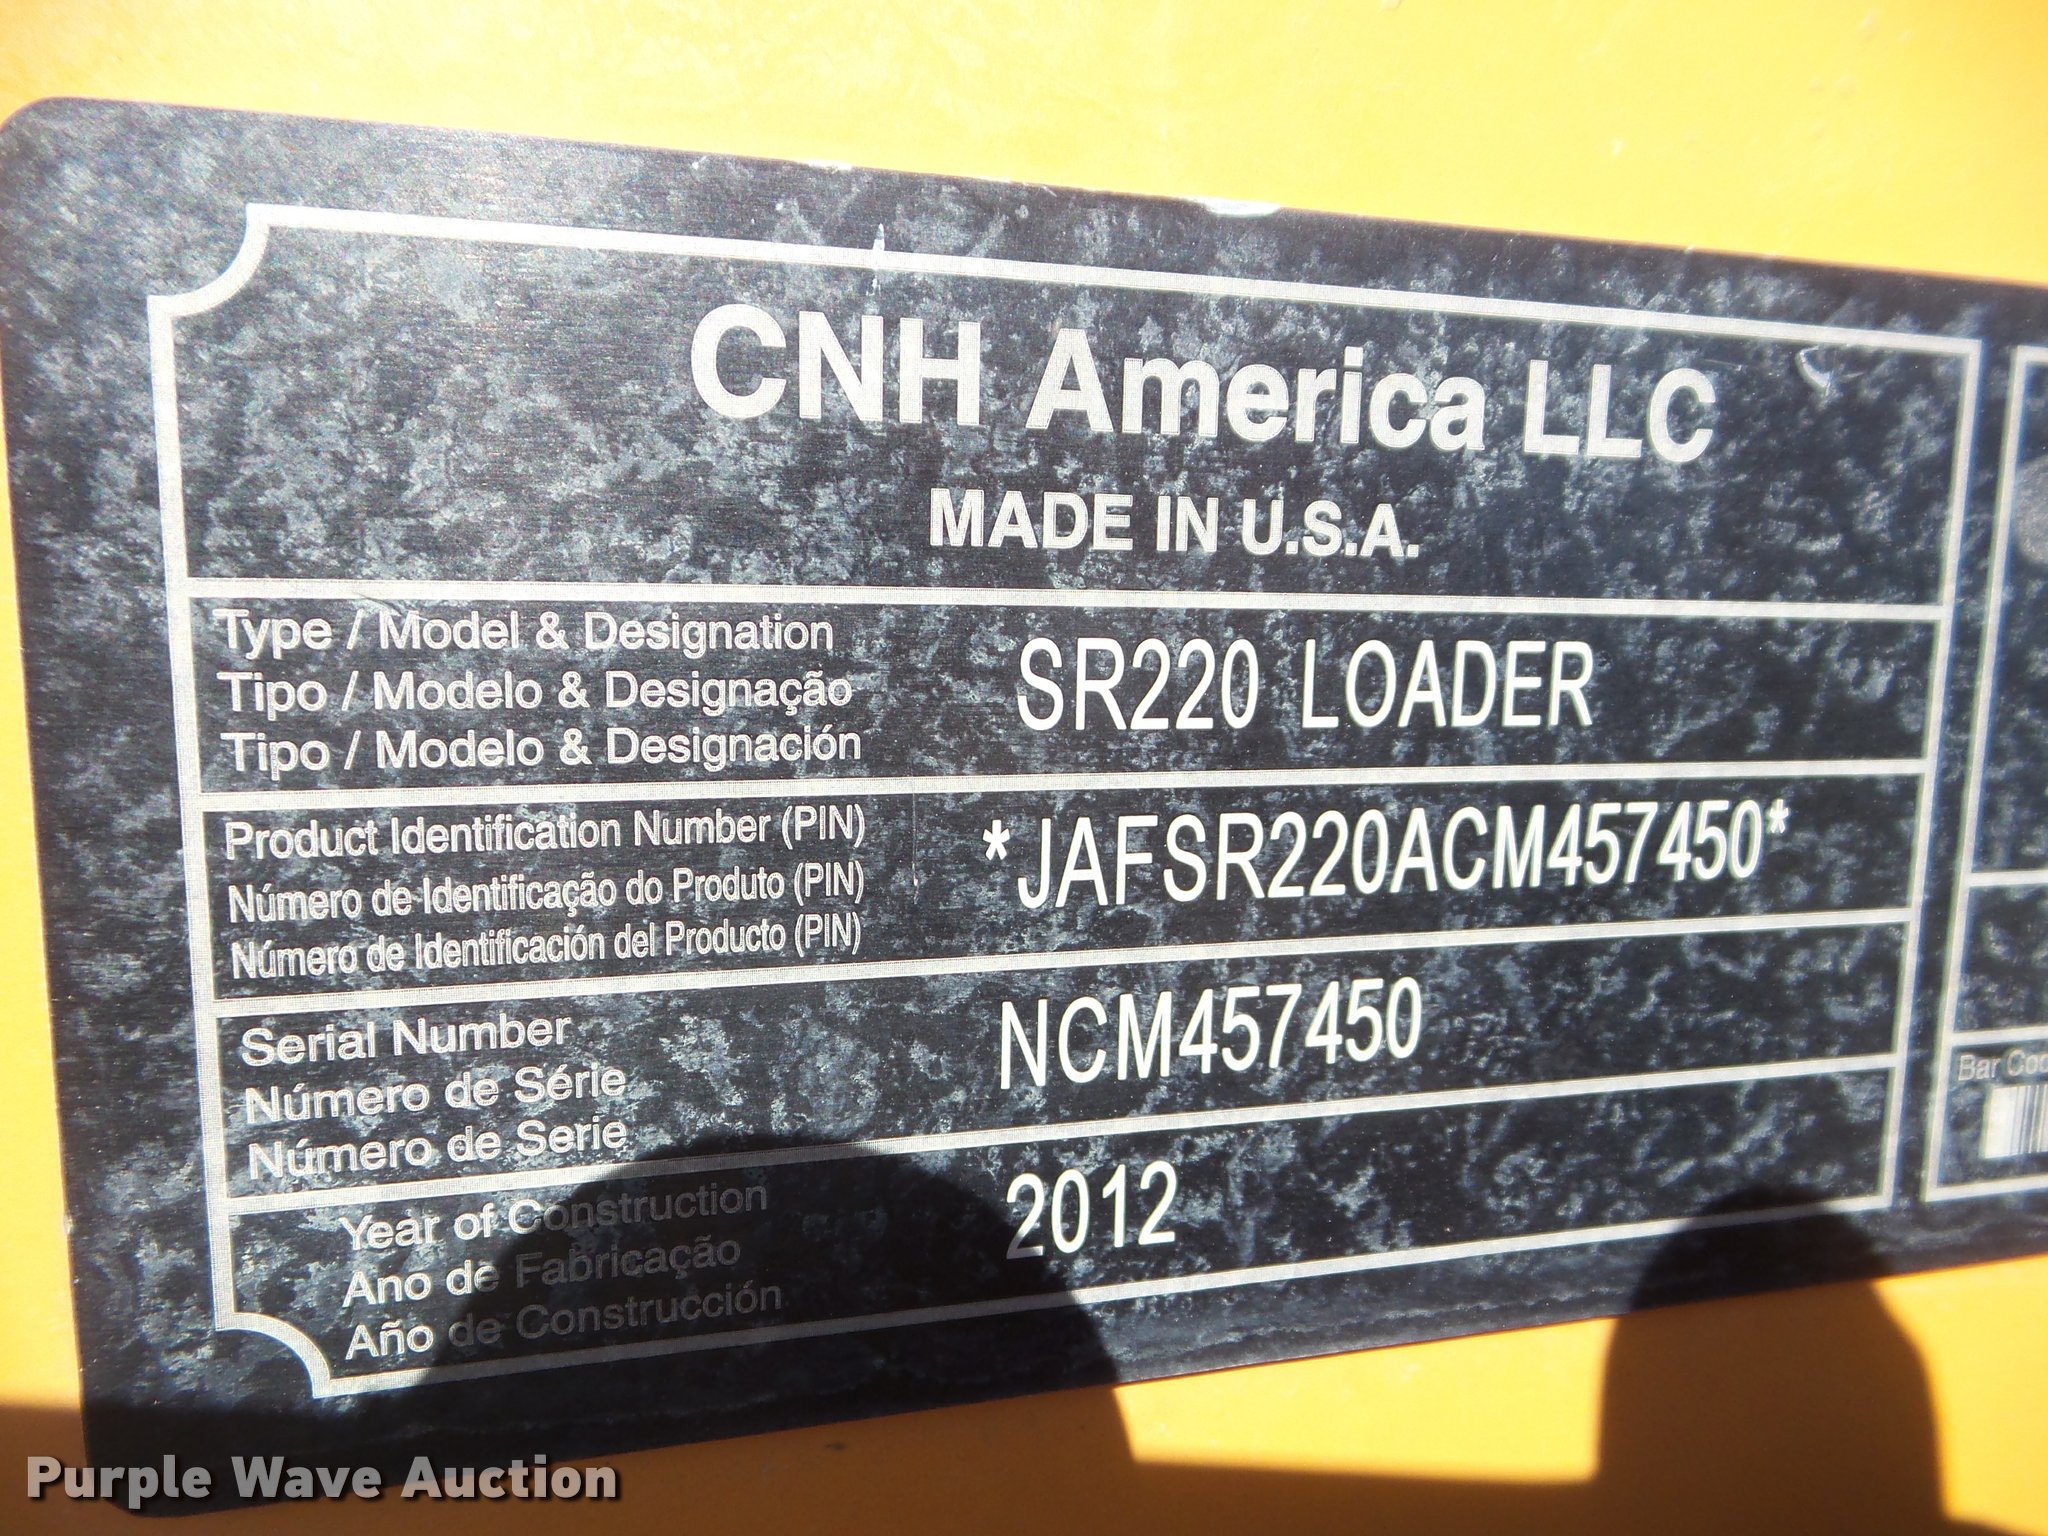 CNH America LLC
MADE IN U.S.A.
Type / Model & Designation
Tipo / Modelo & Designação
Tipo / Modelo & Designación
SR220 LOADER
Product Identification Number (PIN)
Número de Identificação do Produto (PIN)
Número de Identificación del Producto (PIN)
*JAFSR220ACM457450*
Serial Number
Número de Série
Número de Serie
NCM457450
Year of Construction
Ano de Fabricação
Año de Construcción
2012
Bar
Purple Wave Auction